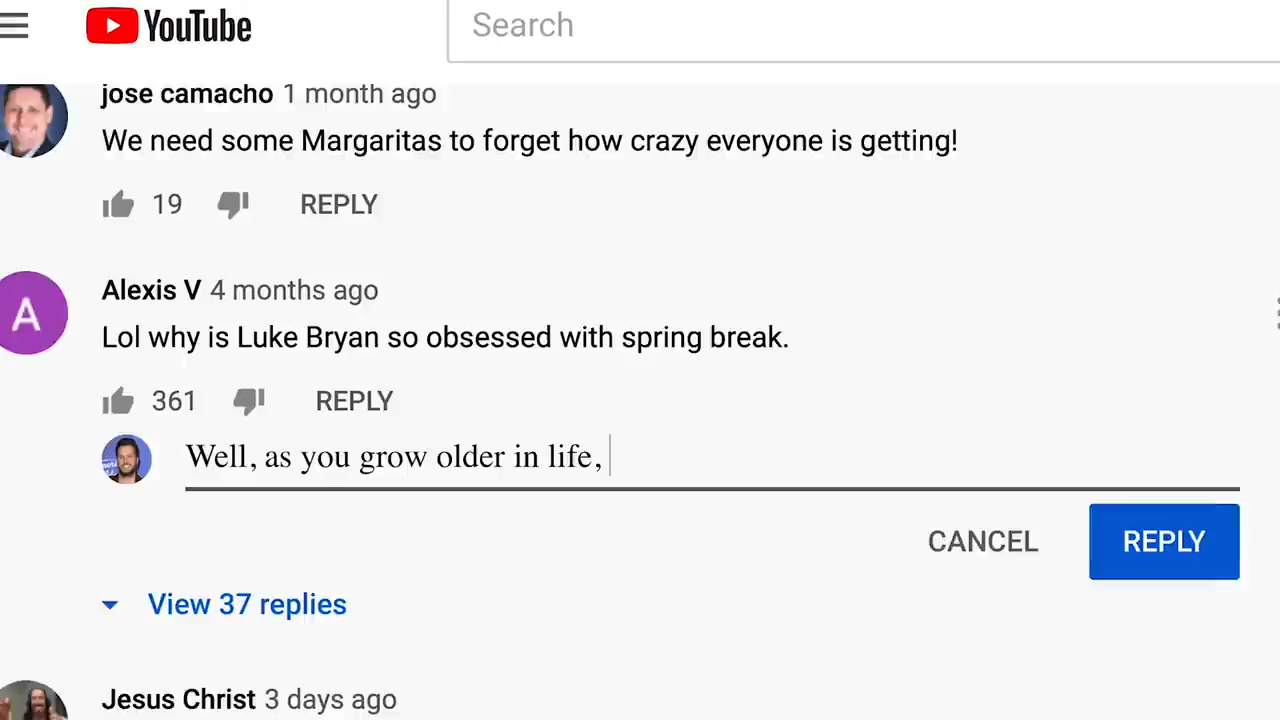 YouTube
Search
jose camacho 1 month ago
We need some Margaritas to forget how crazy everyone is getting!
19 REPLY
A
Alexis V 4 months ago
Lol why is Luke Bryan so obsessed with spring break.
361 REPLY
Well, as you grow older in life,
CANCEL REPLY
View 37 replies
Jesus Christ 3 days ago